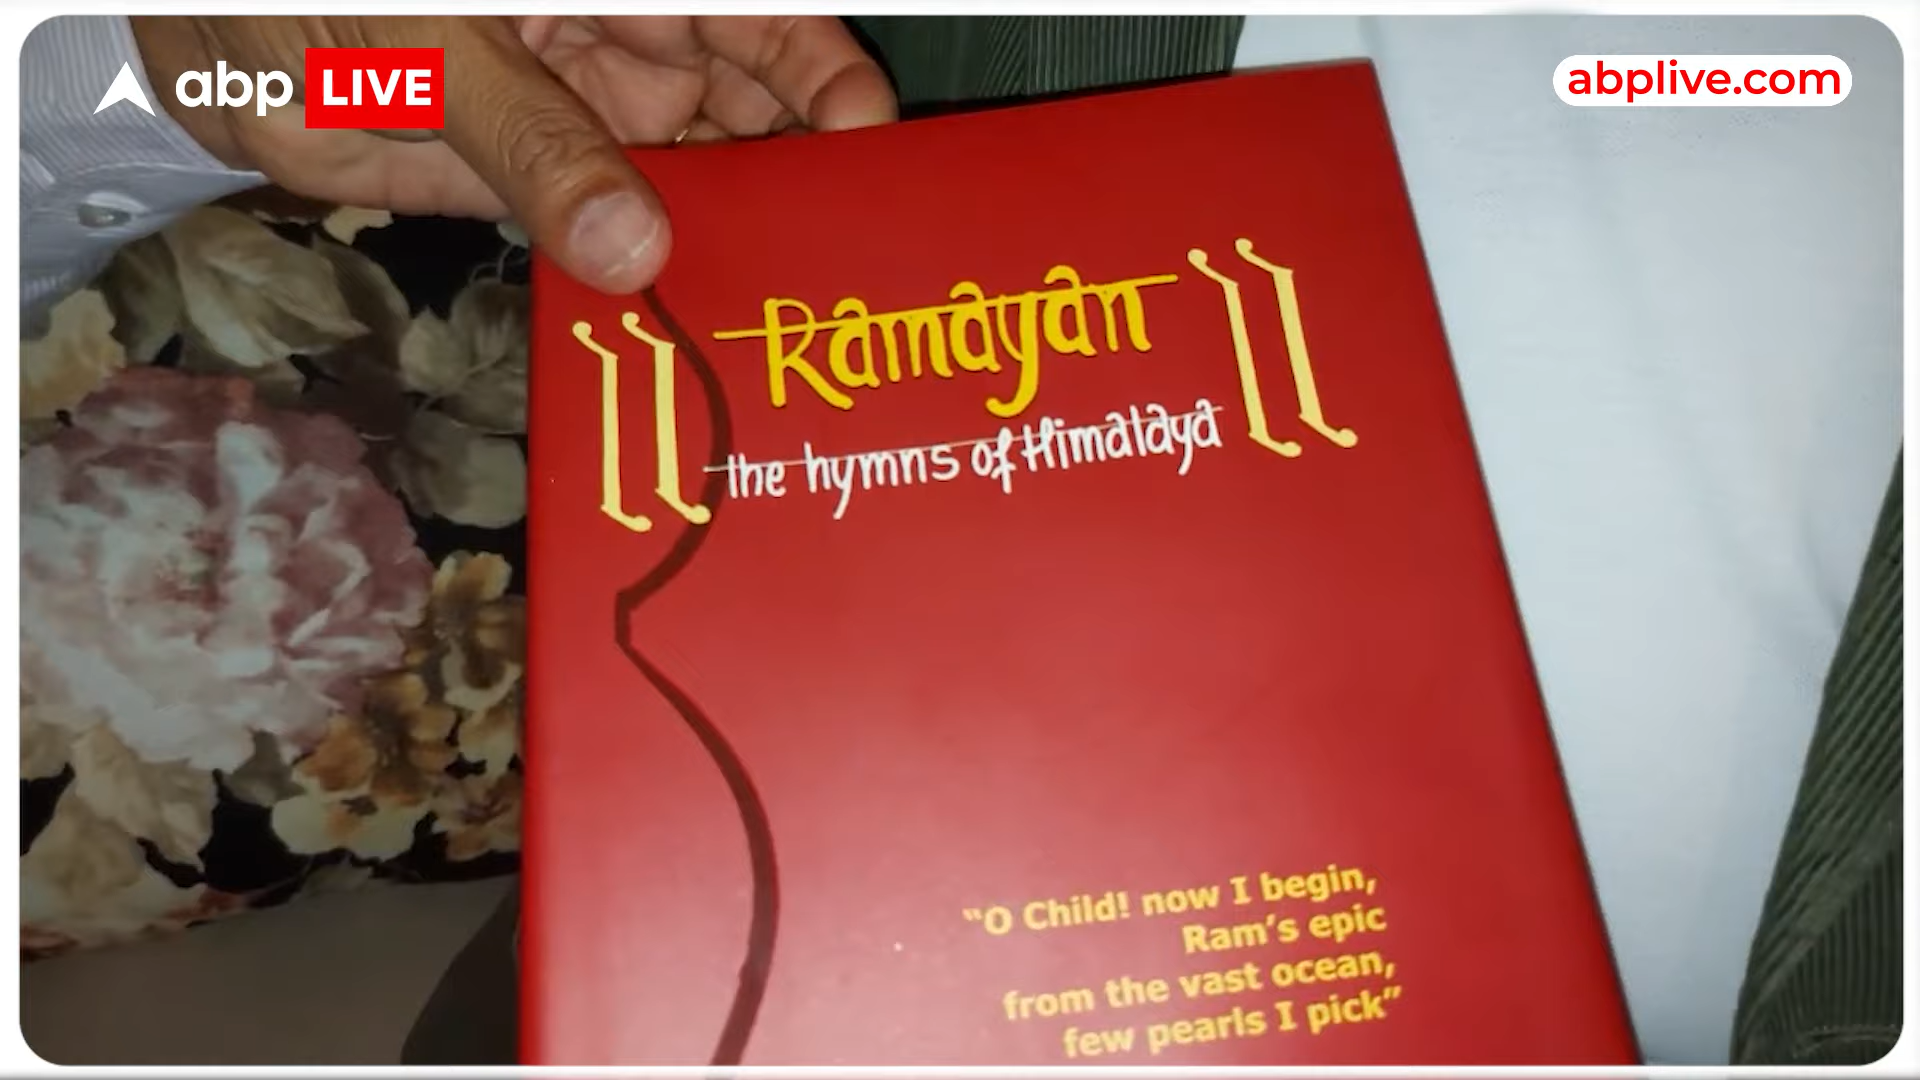 abp LIVE
abplive.com
|| Ramayan ||
the hymns of Himalaya
"O Child! now I begin,
Ram's epic
from the vast ocean,
few pearls I pick"